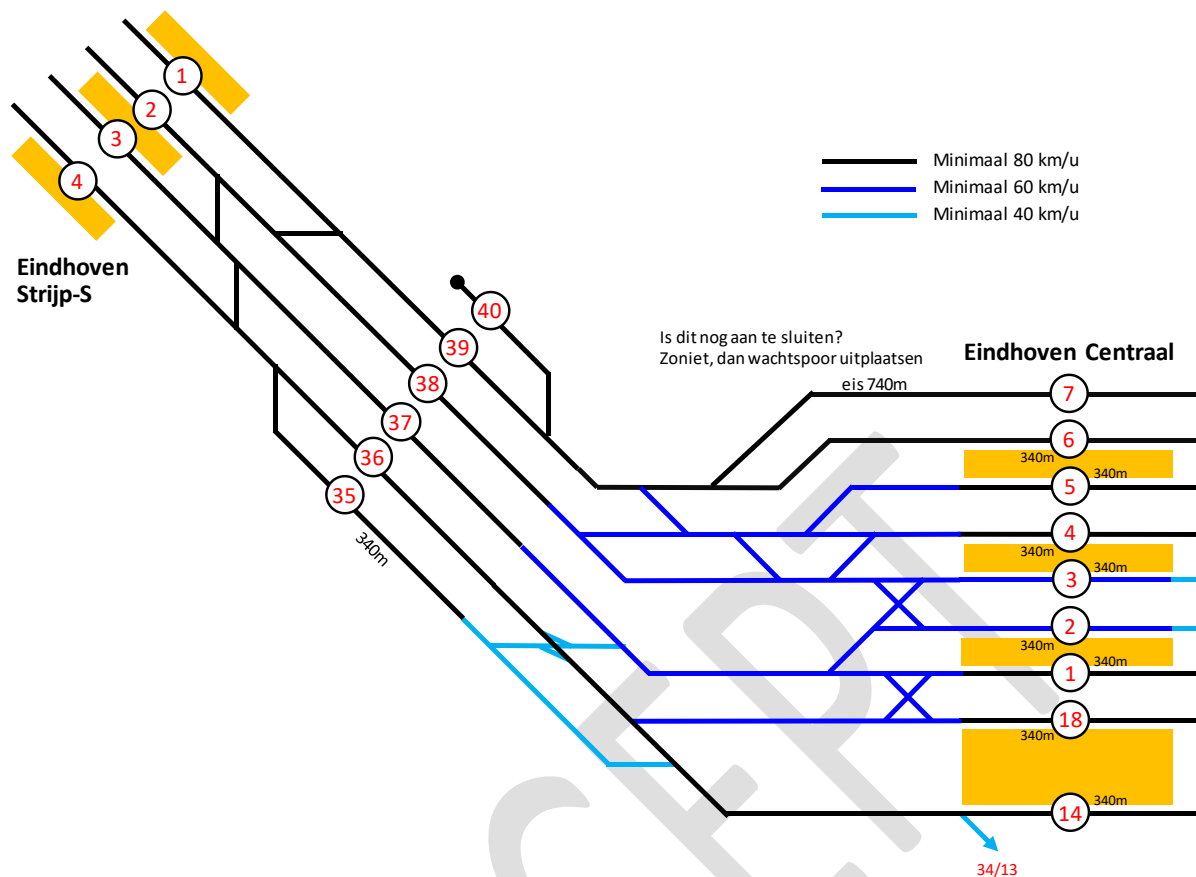 1
2
3
4
Minimaal 80 km/u
Minimaal 60 km/u
Minimaal 40 km/u
Eindhoven
Strijp-S
40
39
38
37
36
35
340m
Is dit nog aan te sluiten?
Zoniet, dan wachtspoor uitplaatsen
eis 740m
Eindhoven Centraal
7
6
340m
340m
5
4
340m
340m
3
2
340m
340m
1
18
340m
340m
14
34/13
CEPT